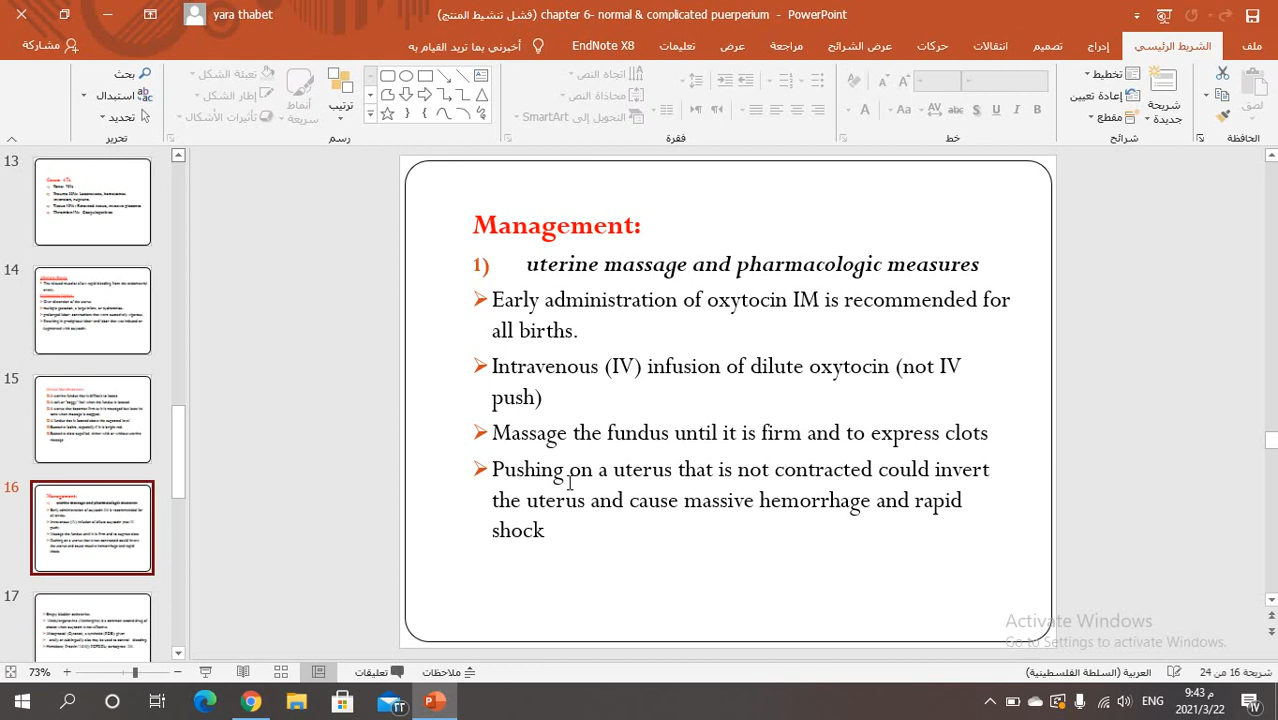 yara thabet
chapter 6- normal & complicated puerperium - PowerPoint (فشل تنشيط المنتج)
ملف
الشريط الرئيسي
إدراج
تصميم
انتقالات
حركات
عرض الشرائح
مراجعة
عرض
تعليمات
EndNote X8
أخبرني بما تريد القيام به
مشاركة
لصق
الحافظة
شريحة جديدة
تخطيط
إعادة تعيين
مقطع
شرائح
خط
فقرة
اتجاه النص
محاذاة النص
التحويل إلى SmartArt
ترتيب
أنماط سريعة
تعبئة الشكل
إطار الشكل
تأثيرات الأشكال
رسم
بحث
استبدال
تحديد
تحرير
13
14
15
16
17
Management:
1) uterine massage and pharmacologic measures
Early administration of oxytocin IM is recommended for
all births.
Intravenous (IV) infusion of dilute oxytocin (not IV
push)
Massage the fundus until it is firm and to express clots
Pushing on a uterus that is not contracted could invert
the uterus and cause massive hemorrhage and rapid
shock
Activate Windows
Go to Settings to activate Windows.
شريحة 16 من 24
العربية (السلطة الفلسطينية)
ملاحظات
تعليقات
73%
ENG
9:43 م
2021/3/22